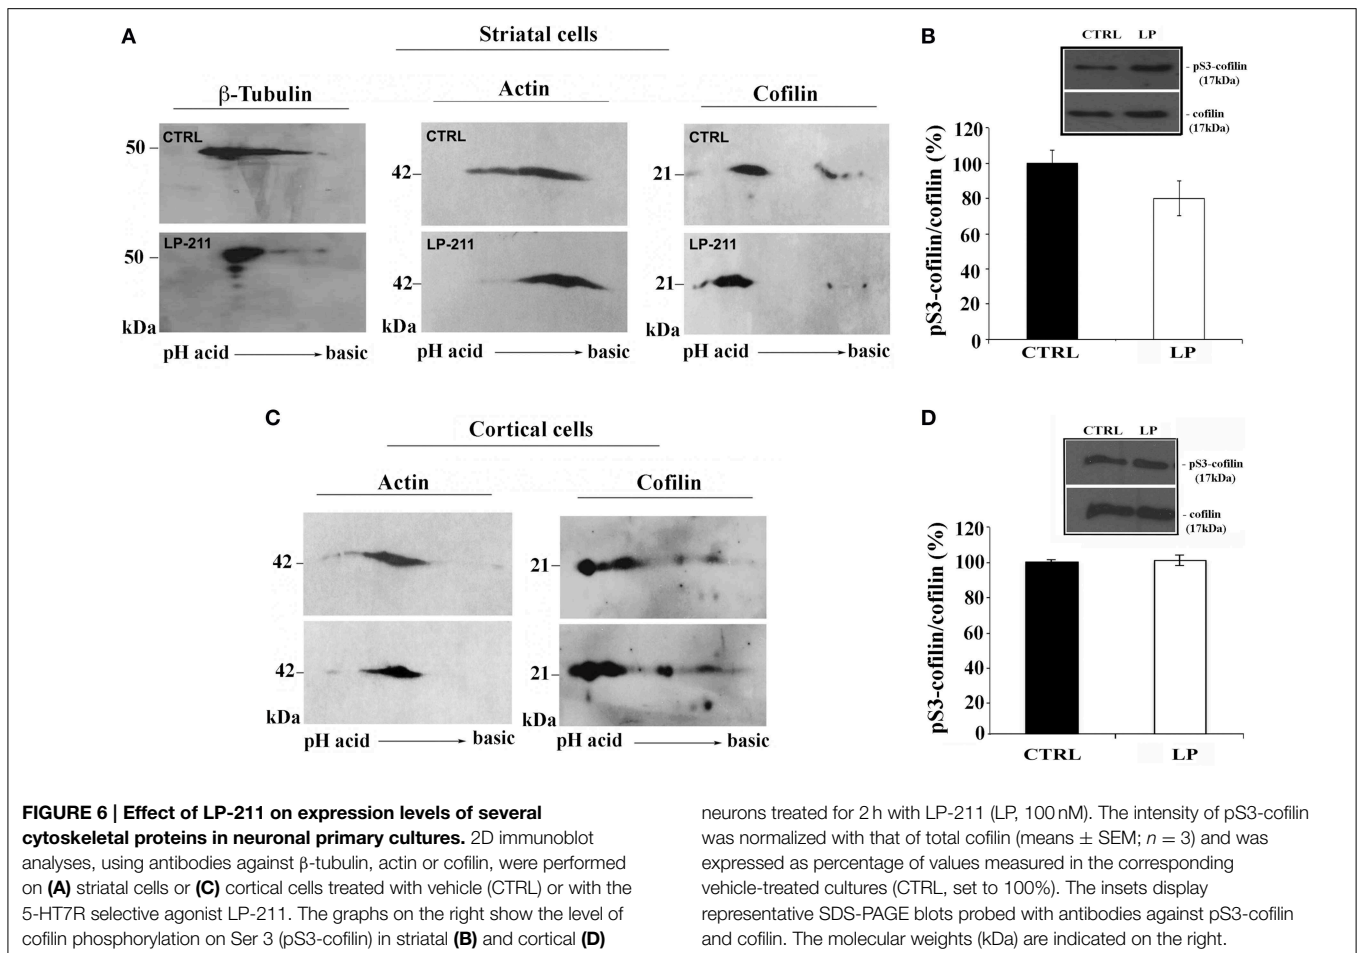 A
Striatal cells
β-Tubulin
Actin
Cofilin
CTRL
50
LP-211
50
kDa
pH acid
basic
CTRL
42
LP-211
42
pH acid
basic
CTRL
21
LP-211
21
kDa
pH acid
basic
B
CTRL LP
- pS3-cofilin
(17kDa)
- cofilin
(17kDa)
pS3-cofilin/cofilin (%)
120
100
80
60
40
20
0
CTRL
LP
C
Cortical cells
Actin
Cofilin
42
42
kDa
pH acid
basic
21
21
kDa
pH acid
basic
D
CTRL LP
- pS3-cofilin
(17kDa)
- cofilin
(17kDa)
pS3-cofilin/cofilin (%)
120
100
80
60
40
20
0
CTRL
LP
FIGURE 6 | Effect of LP-211 on expression levels of several
cytoskeletal proteins in neuronal primary cultures. 2D immunoblot
analyses, using antibodies against β-tubulin, actin or cofilin, were performed
on (A) striatal cells or (C) cortical cells treated with vehicle (CTRL) or with the
5-HT7R selective agonist LP-211. The graphs on the right show the level of
cofilin phosphorylation on Ser 3 (pS3-cofilin) in striatal (B) and cortical (D)
neurons treated for 2 h with LP-211 (LP, 100 nM). The intensity of pS3-cofilin
was normalized with that of total cofilin (means ± SEM; n = 3) and was
expressed as percentage of values measured in the corresponding
vehicle-treated cultures (CTRL, set to 100%). The insets display
representative SDS-PAGE blots probed with antibodies against pS3-cofilin
and cofilin. The molecular weights (kDa) are indicated on the right.